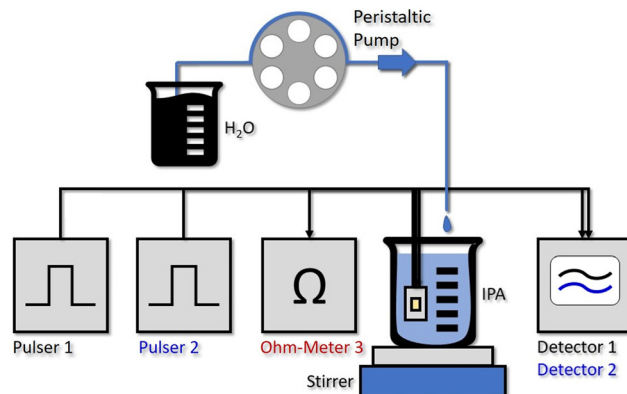 Peristaltic
Pump
H₂O
Ω
IPA
Pulser 1
Pulser 2
Ohm-Meter 3
Detector 1
Detector 2
Stirrer